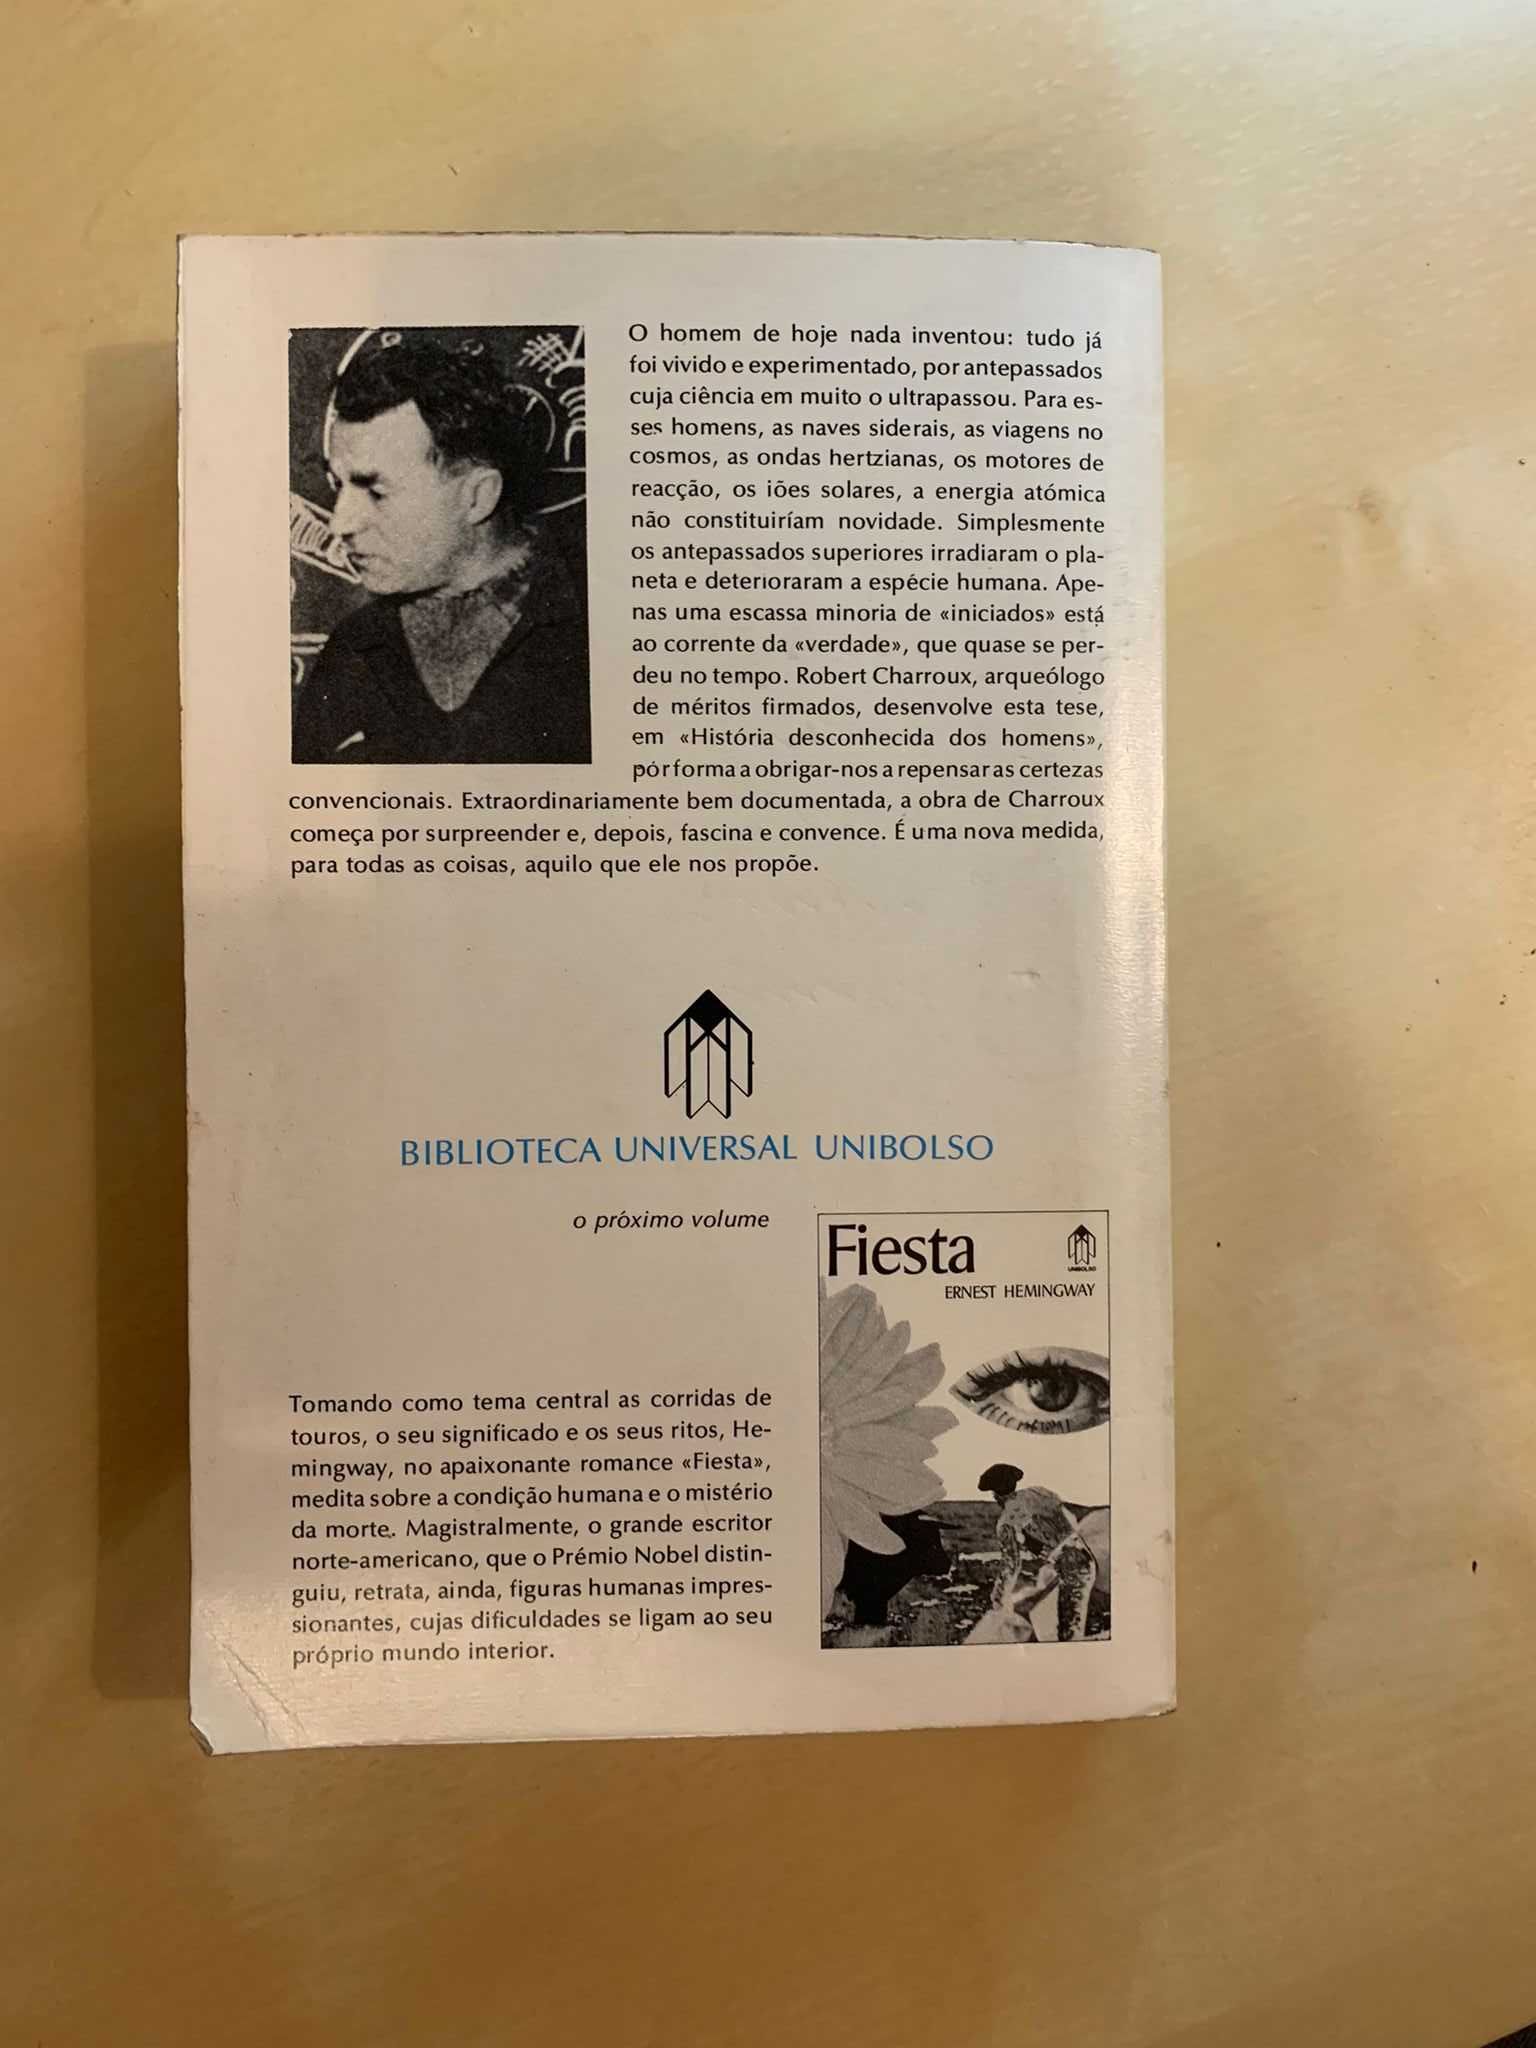 O homem de hoje nada inventou: tudo já
foi vivido e experimentado, por antepassados
cuja ciência em muito o ultrapassou. Para es-
ses homens, as naves siderais, as viagens no
cosmos, as ondas hertzianas, os motores de
reacção, os iões solares, a energia atómica
não constituiríam novidade. Simplesmente
os antepassados superiores irradiaram o pla-
neta e deterioraram a espécie humana. Ape-
nas uma escassa minoria de «iniciados» está
ao corrente da «verdade», que quase se per-
deu no tempo. Robert Charroux, arqueólogo
de méritos firmados, desenvolve esta tese,
em «História desconhecida dos homens»,
por forma a obrigar-nos a repensar as certezas
convencionais. Extraordinariamente bem documentada, a obra de Charroux
começa por surpreender e, depois, fascina e convence. É uma nova medida,
para todas as coisas, aquilo que ele nos propõe.
BIBLIOTECA UNIVERSAL UNIBOLSO
o próximo volume
Fiesta
UNIBOLSO
ERNEST HEMINGWAY
Tomando como tema central as corridas de
touros, o seu significado e os seus ritos, He-
mingway, no apaixonante romance «Fiesta»,
medita sobre a condição humana e o mistério
da morte. Magistralmente, o grande escritor
norte-americano, que o Prémio Nobel distin-
guiu, retrata, ainda, figuras humanas impres-
sionantes, cujas dificuldades se ligam ao seu
próprio mundo interior.